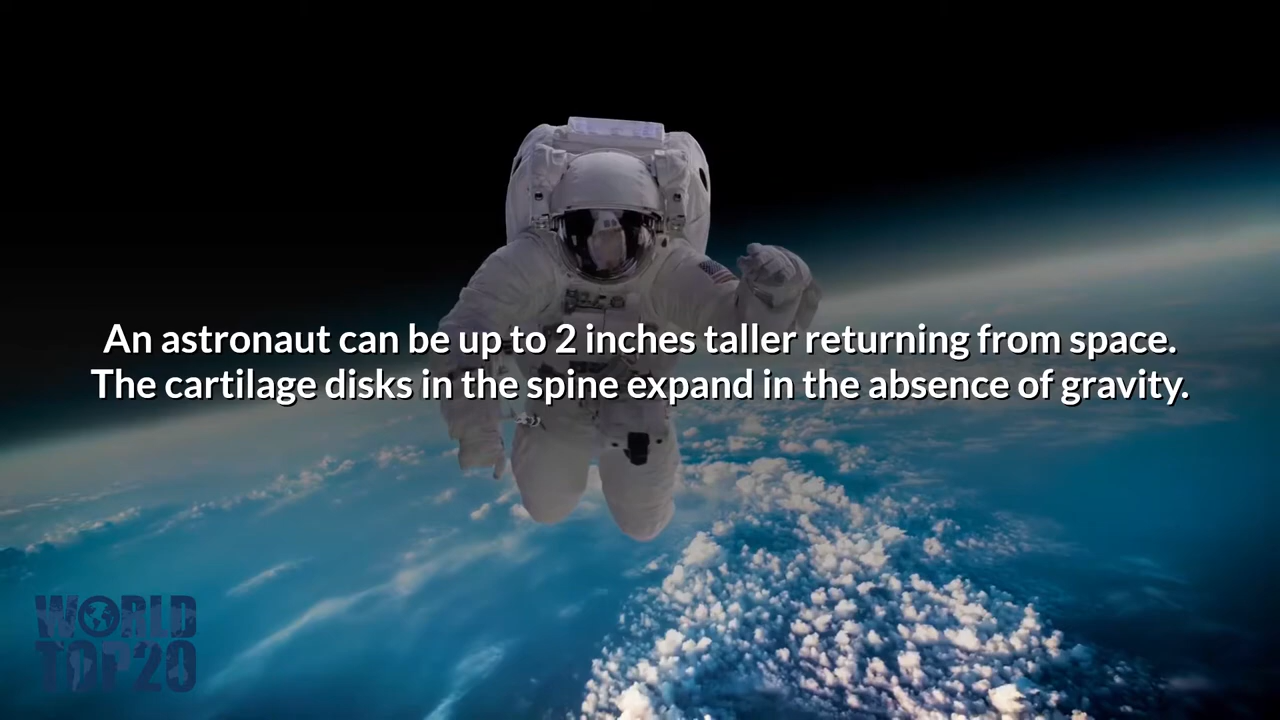 An astronaut can be up to 2 inches taller returning from space.
The cartilage disks in the spine expand in the absence of gravity.
WORLD
TOP20